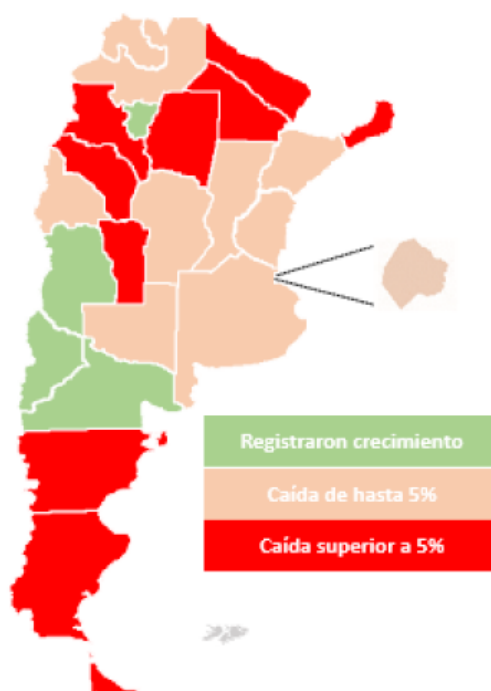 Registraron crecimiento
Caída de hasta 5%
Caída superior a 5%